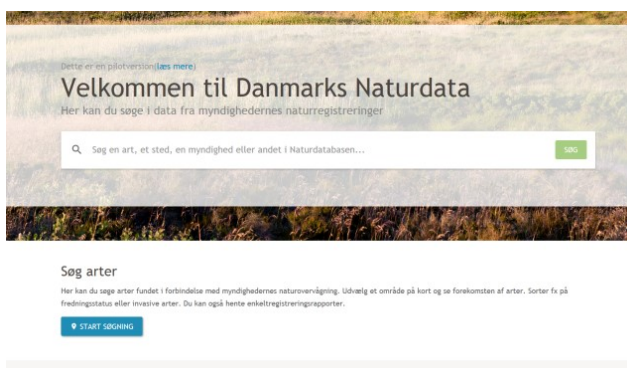 Dette er en pilotversion(læs mere)
Velkommen til Danmarks Naturdata
Her kan du søge i data fra myndighedernes naturregistreringer
Søg en art, et sted, en myndighed eller andet i Naturdatabasen...
SØG
Søg arter
Her kan du søge arter fundet i forbindelse med myndighedernes naturovervågning. Udvælg et område på kort og se forekomsten af arter. Sorter fx på
fredningsstatus eller invasive arter. Du kan også hente enkeltregistreringsrapporter.
START SØGNING